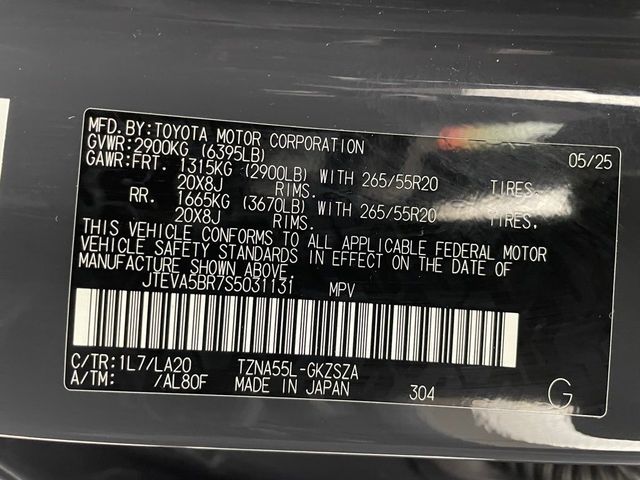 MFD.BY:TOYOTA MOTOR CORPORATION 05/25
GVWR:2900KG (6395LB)
GAWR:FRT. 1315KG (2900LB) WITH 265/55R20 TIRES,
20X8J RIMS.
RR. 1665KG (3670LB) WITH 265/55R20 TIRES,
20X8J RIMS.
THIS VEHICLE CONFORMS TO ALL APPLICABLE FEDERAL MOTOR
VEHICLE SAFETY STANDARDS IN EFFECT ON THE DATE OF
MANUFACTURE SHOWN ABOVE.
JTEVA5BR7S5031131 MPV
C/TR:1L7/LA20 TZNA55L-GKZSZA
A/TM: /AL80F MADE IN JAPAN 304 G